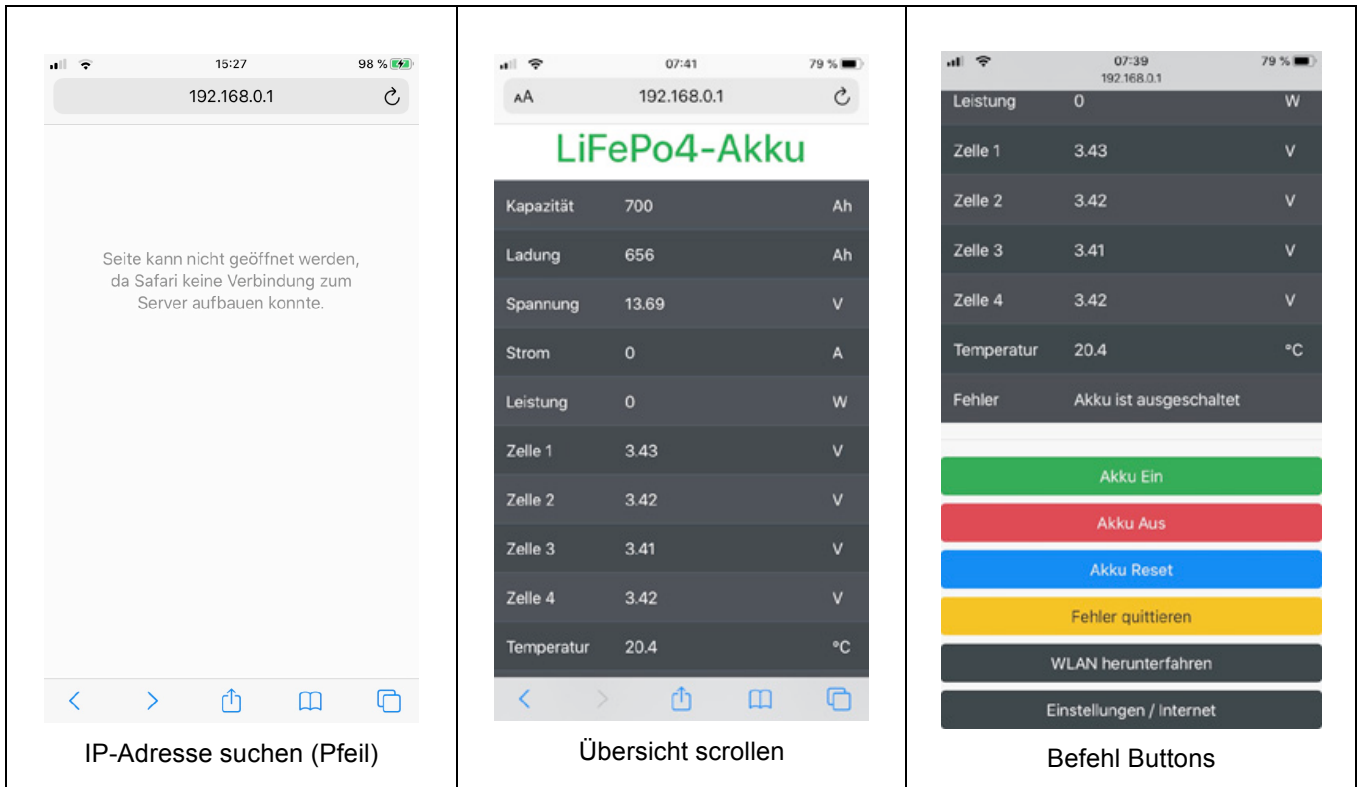 15:27
98 %
192.168.0.1
Seite kann nicht geöffnet werden,
da Safari keine Verbindung zum
Server aufbauen konnte.
IP-Adresse suchen (Pfeil)
07:41
79 %
AA
192.168.0.1
LiFePo4-Akku
Kapazität 700 Ah
Ladung 656 Ah
Spannung 13.69 V
Strom 0 A
Leistung 0 W
Zelle 1 3.43 V
Zelle 2 3.42 V
Zelle 3 3.41 V
Zelle 4 3.42 V
Temperatur 20.4 °C
Übersicht scrollen
07:39
79 %
192.168.0.1
Leistung 0 W
Zelle 1 3.43 V
Zelle 2 3.42 V
Zelle 3 3.41 V
Zelle 4 3.42 V
Temperatur 20.4 °C
Fehler Akku ist ausgeschaltet
Akku Ein
Akku Aus
Akku Reset
Fehler quittieren
WLAN herunterfahren
Einstellungen / Internet
Befehl Buttons